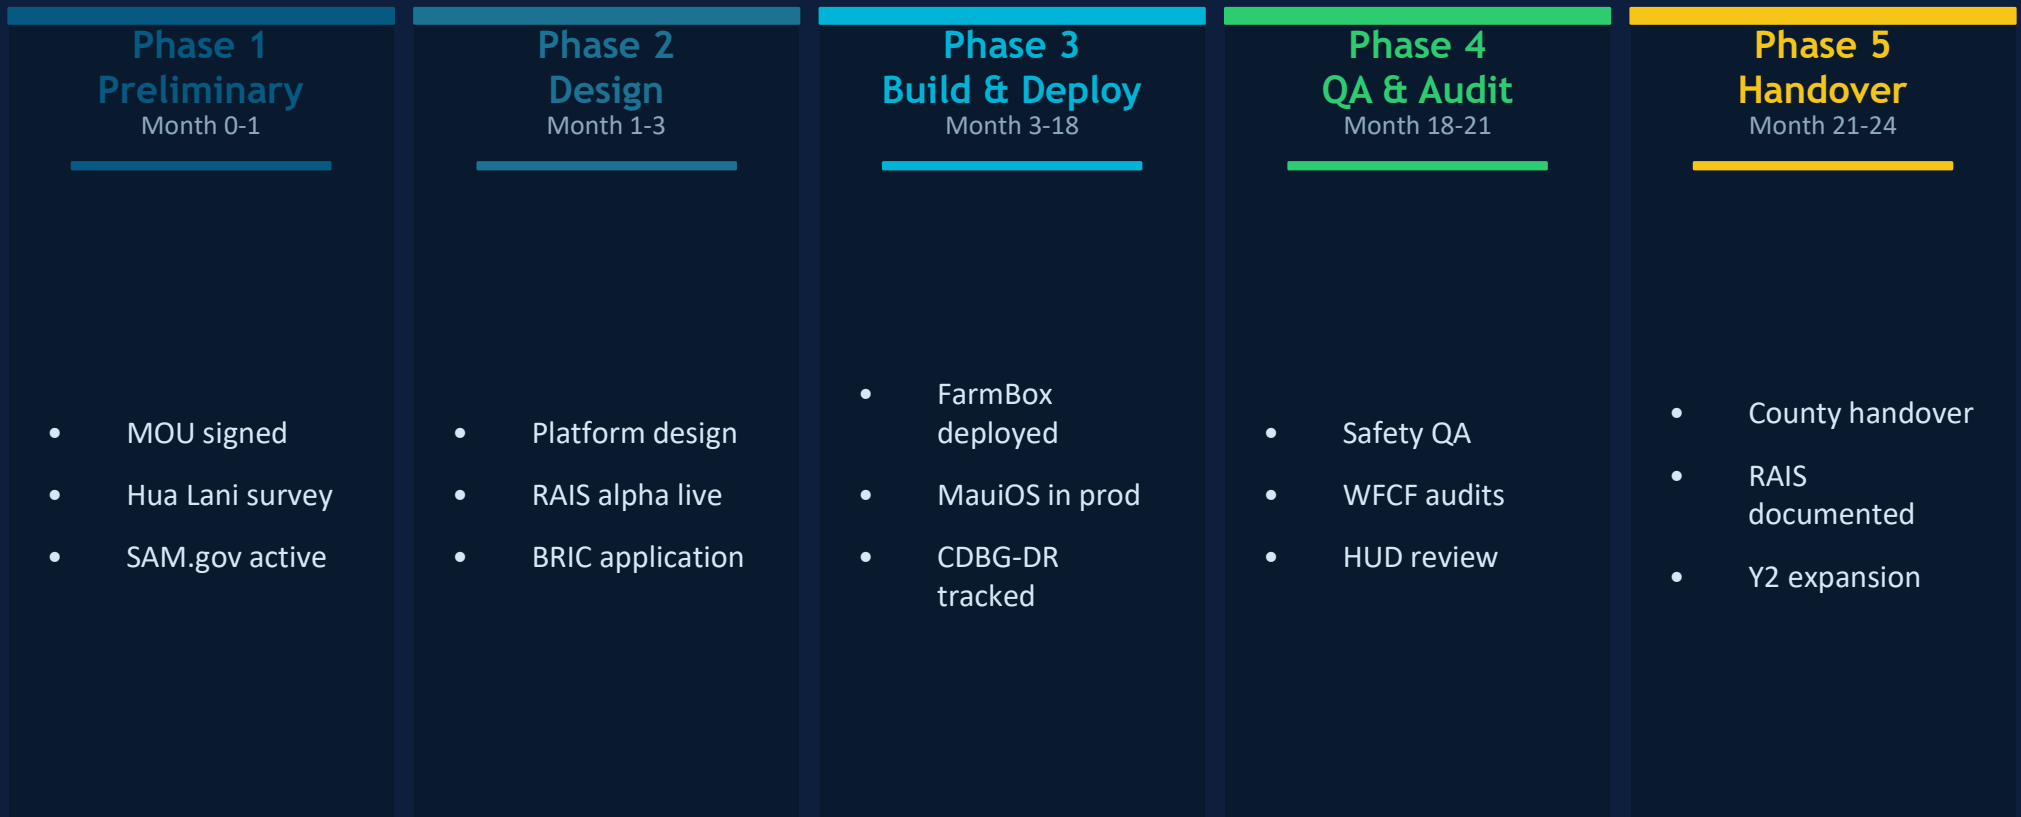 Phase 1
Preliminary
Month 0-1
• MOU signed
• Hua Lani survey
• SAM.gov active
Phase 2
Design
Month 1-3
• Platform design
• RAIS alpha live
• BRIC application
Phase 3
Build & Deploy
Month 3-18
• FarmBox
deployed
• MauiOS in prod
• CDBG-DR
tracked
Phase 4
QA & Audit
Month 18-21
• Safety QA
• WFCF audits
• HUD review
Phase 5
Handover
Month 21-24
• County handover
• RAIS
documented
• Y2 expansion